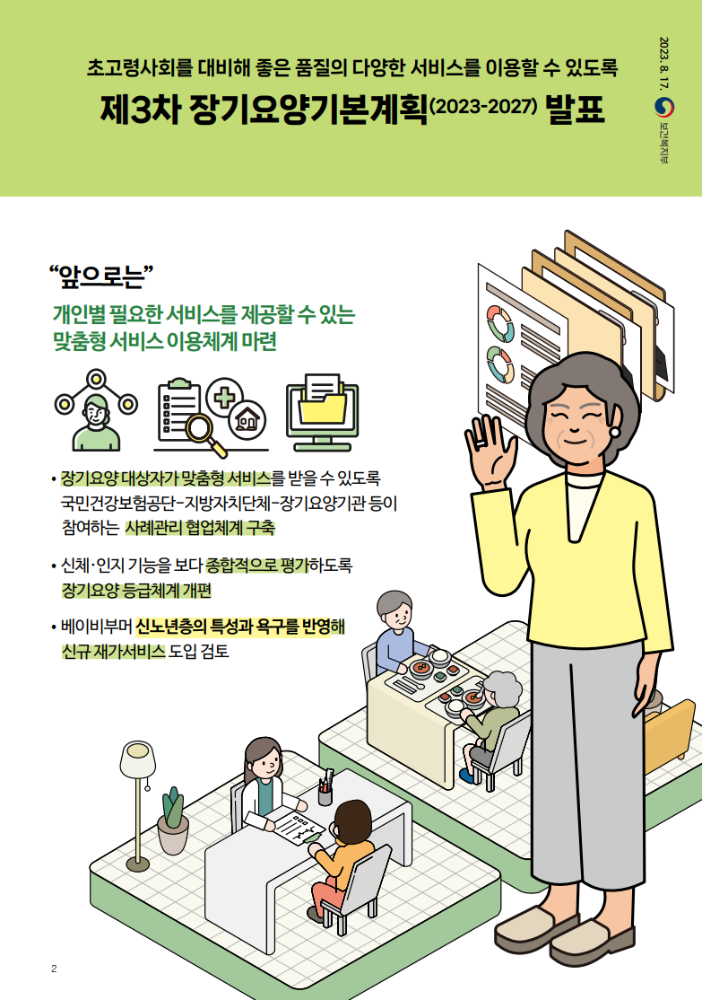 초고령사회를 대비해 좋은 품질의 다양한 서비스를 이용할 수 있도록
제3차 장기요양기본계획(2023-2027) 발표
2023. 8. 17. 보건복지부
“앞으로는”
개인별 필요한 서비스를 제공할 수 있는
맞춤형 서비스 이용체계 마련
• 장기요양 대상자가 맞춤형 서비스를 받을 수 있도록
국민건강보험공단-지방자치단체-장기요양기관 등이
참여하는 사례관리 협업체계 구축
• 신체·인지 기능을 보다 종합적으로 평가하도록
장기요양 등급체계 개편
• 베이비부머 신노년층의 특성과 욕구를 반영해
신규 재가서비스 도입 검토
2